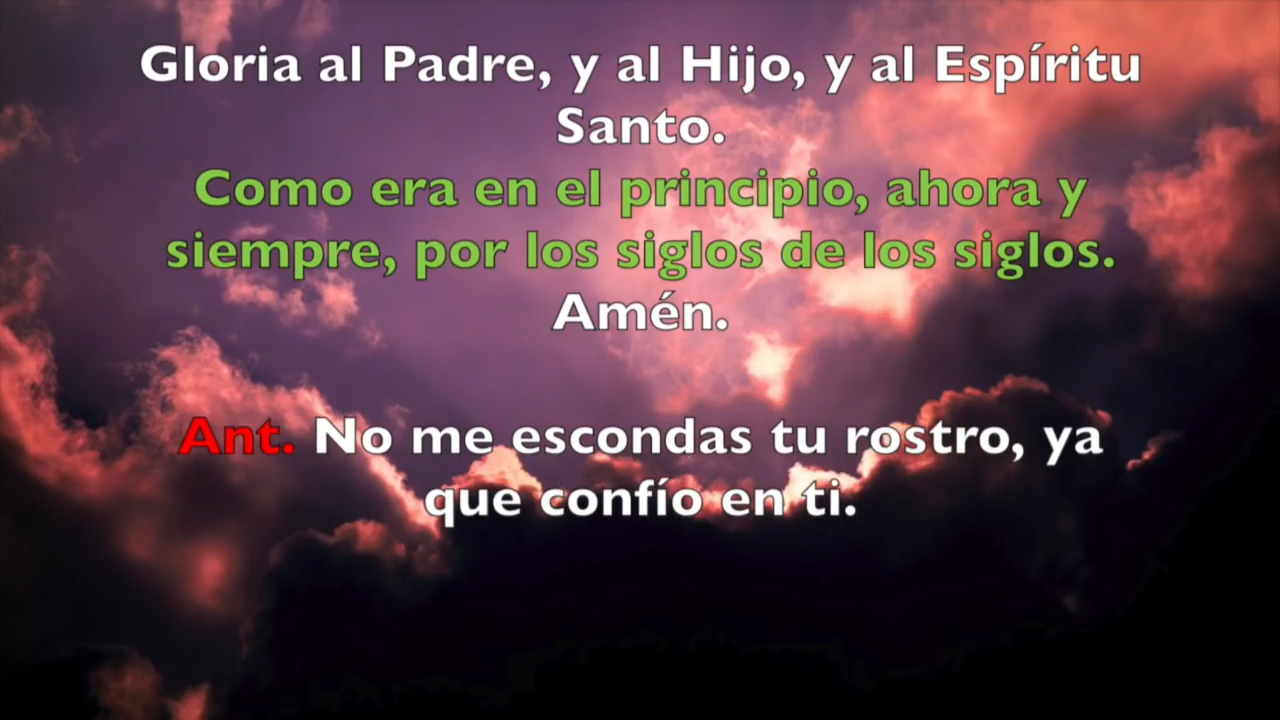 Gloria al Padre, y al Hijo, y al Espíritu
Santo.
Como era en el principio, ahora y
siempre, por los siglos de los siglos.
Amén.
Ant. No me escondas tu rostro, ya
que confío en ti.